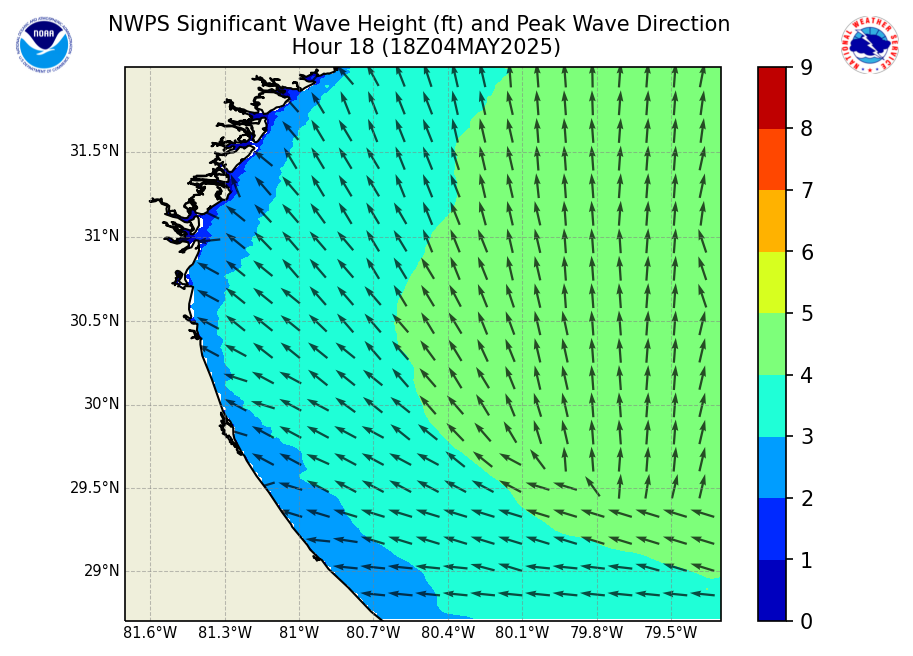 NWPS Significant Wave Height (ft) and Peak Wave Direction
Hour 18 (18Z04MAY2025)
NOAA
NATIONAL WEATHER SERVICE
31.5°N
31°N
30.5°N
30°N
29.5°N
29°N
81.6°W 81.3°W 81°W 80.7°W 80.4°W 80.1°W 79.8°W 79.5°W
9
8
7
6
5
4
3
2
1
0